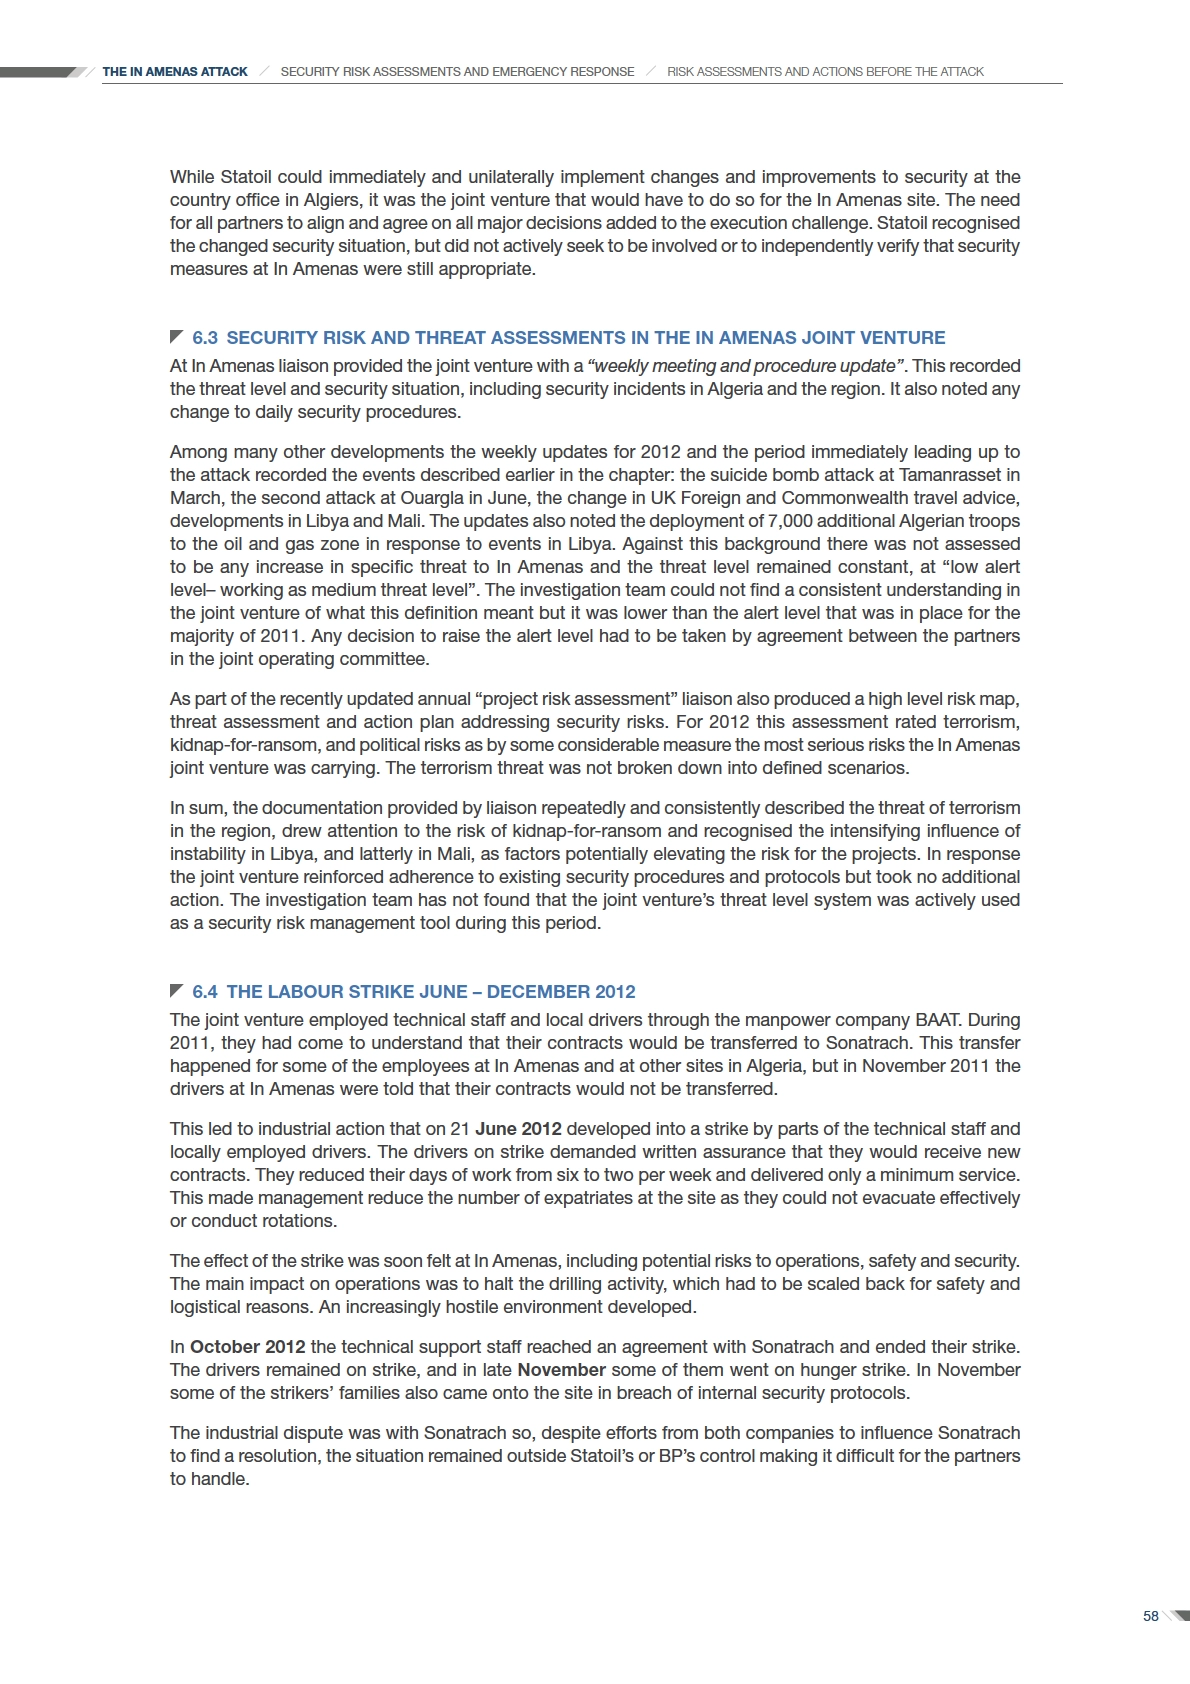 THE IN AMENAS ATTACK / SECURITY RISK ASSESSMENTS AND EMERGENCY RESPONSE / RISK ASSESSMENTS AND ACTIONS BEFORE THE ATTACK
While Statoil could immediately and unilaterally implement changes and improvements to security at the
country office in Algiers, it was the joint venture that would have to do so for the In Amenas site. The need
for all partners to align and agree on all major decisions added to the execution challenge. Statoil recognised
the changed security situation, but did not actively seek to be involved or to independently verify that security
measures at In Amenas were still appropriate.
6.3 SECURITY RISK AND THREAT ASSESSMENTS IN THE IN AMENAS JOINT VENTURE
At In Amenas liaison provided the joint venture with a “weekly meeting and procedure update”. This recorded
the threat level and security situation, including security incidents in Algeria and the region. It also noted any
change to daily security procedures.
Among many other developments the weekly updates for 2012 and the period immediately leading up to
the attack recorded the events described earlier in the chapter: the suicide bomb attack at Tamanrasset in
March, the second attack at Ouargla in June, the change in UK Foreign and Commonwealth travel advice,
developments in Libya and Mali. The updates also noted the deployment of 7,000 additional Algerian troops
to the oil and gas zone in response to events in Libya. Against this background there was not assessed
to be any increase in specific threat to In Amenas and the threat level remained constant, at “low alert
level– working as medium threat level”. The investigation team could not find a consistent understanding in
the joint venture of what this definition meant but it was lower than the alert level that was in place for the
majority of 2011. Any decision to raise the alert level had to be taken by agreement between the partners
in the joint operating committee.
As part of the recently updated annual “project risk assessment” liaison also produced a high level risk map,
threat assessment and action plan addressing security risks. For 2012 this assessment rated terrorism,
kidnap-for-ransom, and political risks as by some considerable measure the most serious risks the In Amenas
joint venture was carrying. The terrorism threat was not broken down into defined scenarios.
In sum, the documentation provided by liaison repeatedly and consistently described the threat of terrorism
in the region, drew attention to the risk of kidnap-for-ransom and recognised the intensifying influence of
instability in Libya, and latterly in Mali, as factors potentially elevating the risk for the projects. In response
the joint venture reinforced adherence to existing security procedures and protocols but took no additional
action. The investigation team has not found that the joint venture’s threat level system was actively used
as a security risk management tool during this period.
6.4 THE LABOUR STRIKE JUNE – DECEMBER 2012
The joint venture employed technical staff and local drivers through the manpower company BAAT. During
2011, they had come to understand that their contracts would be transferred to Sonatrach. This transfer
happened for some of the employees at In Amenas and at other sites in Algeria, but in November 2011 the
drivers at In Amenas were told that their contracts would not be transferred.
This led to industrial action that on 21 June 2012 developed into a strike by parts of the technical staff and
locally employed drivers. The drivers on strike demanded written assurance that they would receive new
contracts. They reduced their days of work from six to two per week and delivered only a minimum service.
This made management reduce the number of expatriates at the site as they could not evacuate effectively
or conduct rotations.
The effect of the strike was soon felt at In Amenas, including potential risks to operations, safety and security.
The main impact on operations was to halt the drilling activity, which had to be scaled back for safety and
logistical reasons. An increasingly hostile environment developed.
In October 2012 the technical support staff reached an agreement with Sonatrach and ended their strike.
The drivers remained on strike, and in late November some of them went on hunger strike. In November
some of the strikers’ families also came onto the site in breach of internal security protocols.
The industrial dispute was with Sonatrach so, despite efforts from both companies to influence Sonatrach
to find a resolution, the situation remained outside Statoil’s or BP’s control making it difficult for the partners
to handle.
58